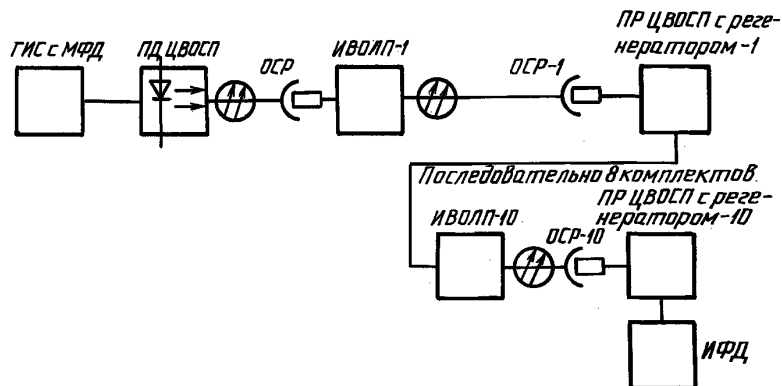 ГИС с МФД
ПД ЦВОСП
ОСР
ИВОЛП-1
ОСР-1
ПР ЦВОСП с реге-
нератором-1
Последовательно 8 комплектов.
ИВОЛП-10
ОСР-10
ПР ЦВОСП с реге-
нератором-10
ИФД